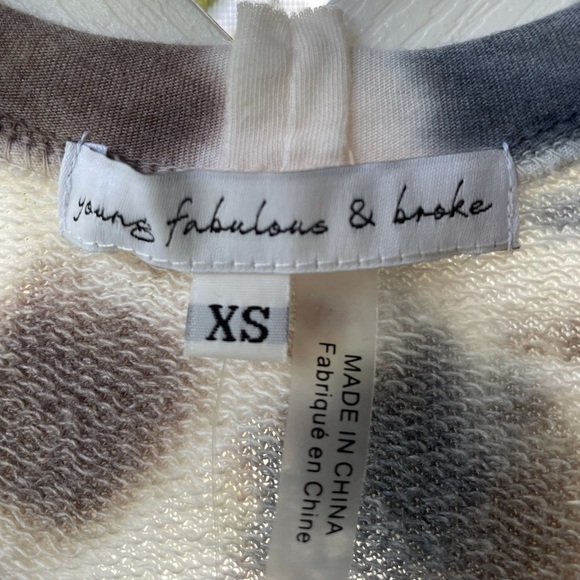 young fabulous & broke
XS
MADE IN CHINA
Fabriqué en Chine